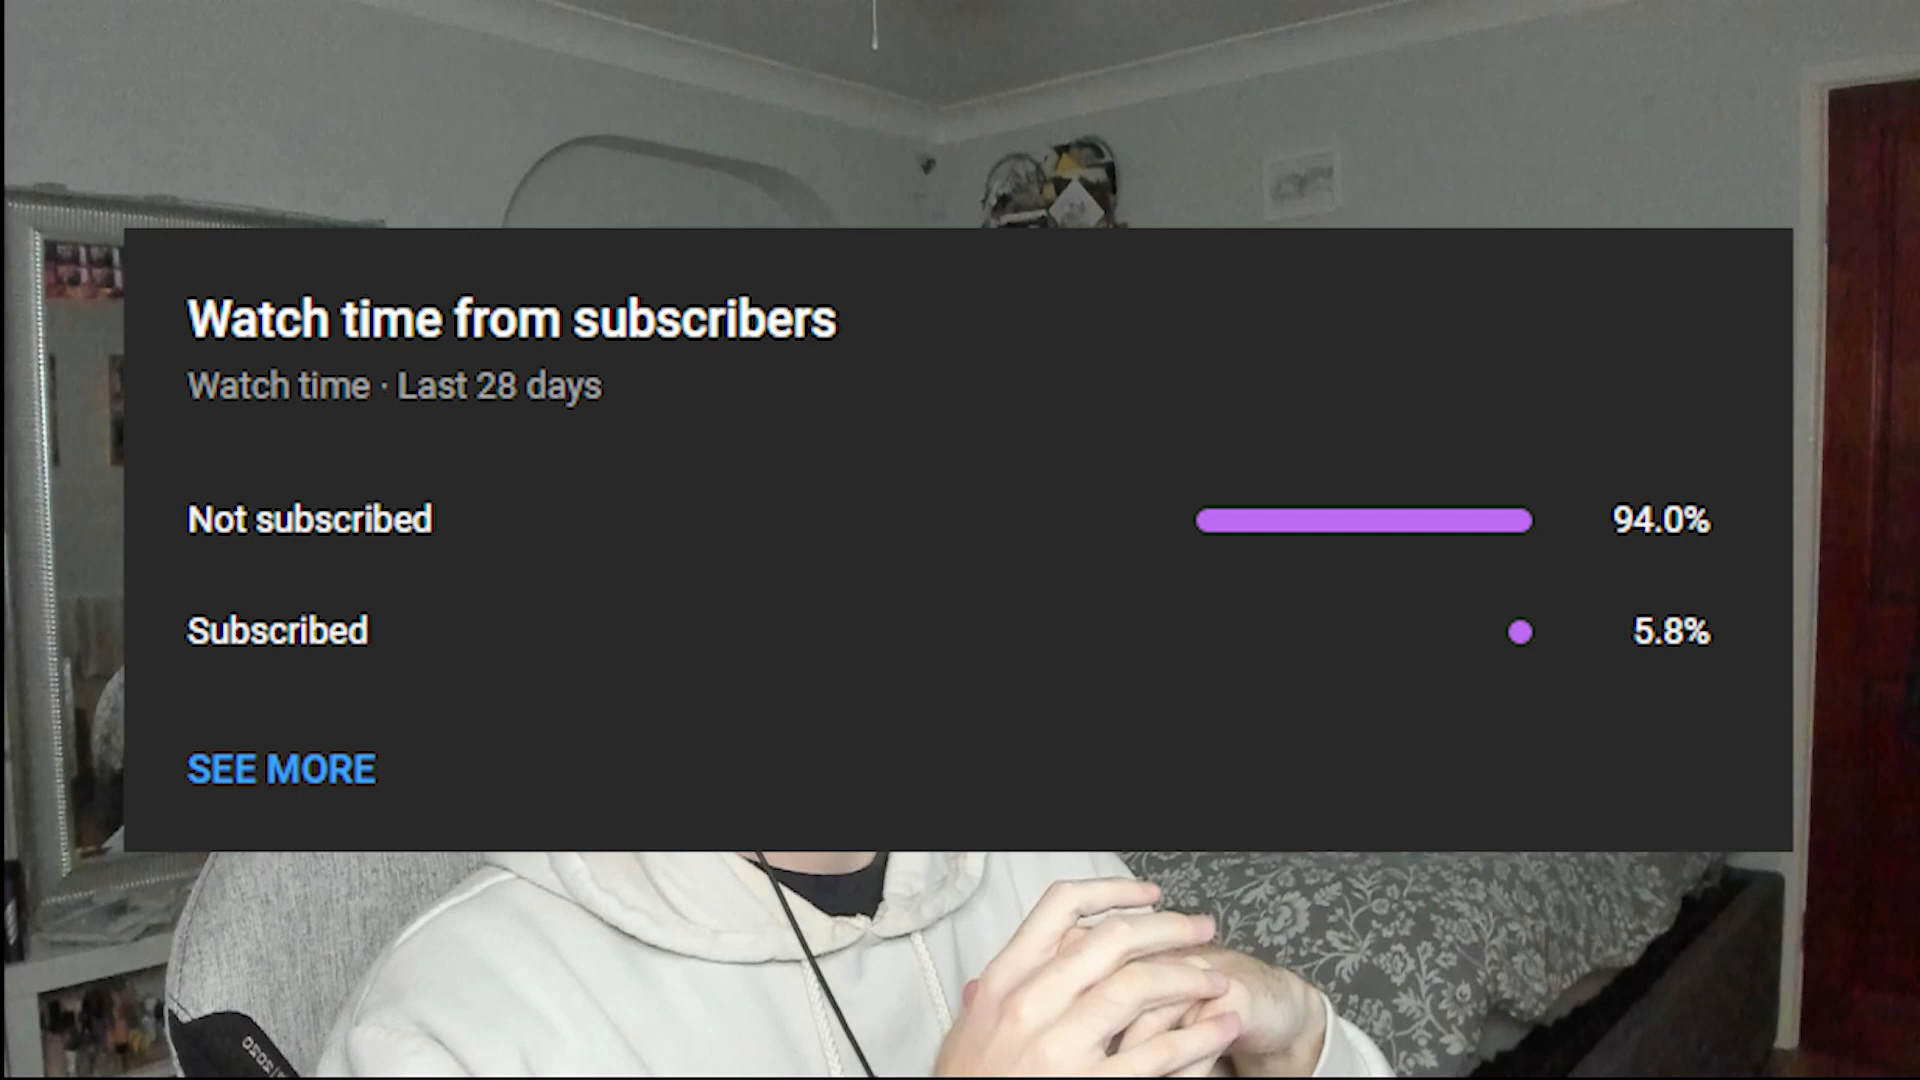 Watch time from subscribers
Watch time · Last 28 days
Not subscribed 94.0%
Subscribed 5.8%
SEE MORE